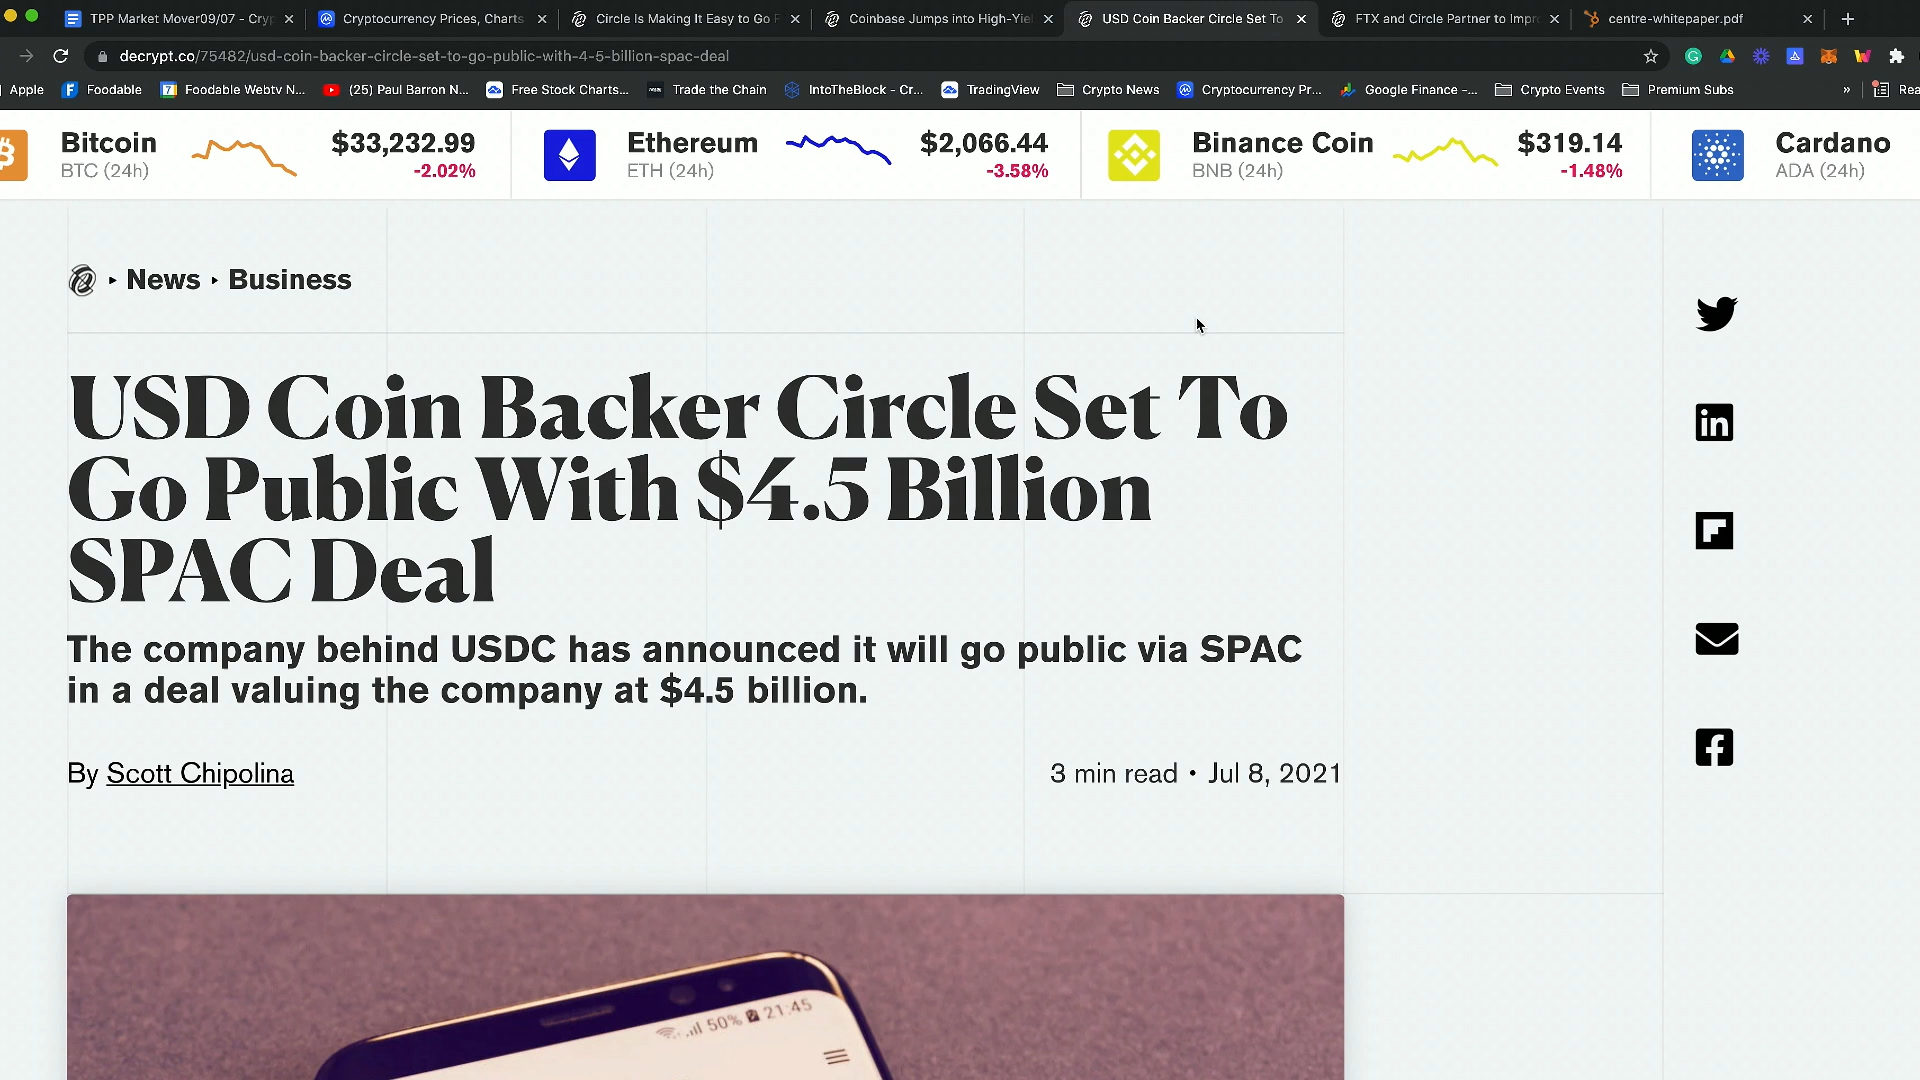 TPP Market Mover09/07 - Cryp
Cryptocurrency Prices, Charts
Circle Is Making It Easy to Go F
Coinbase Jumps into High-Yie
USD Coin Backer Circle Set To
FTX and Circle Partner to Impr
centre-whitepaper.pdf
decrypt.co/75482/usd-coin-backer-circle-set-to-go-public-with-4-5-billion-spac-deal
Apple
Foodable
Foodable Webtv N...
(25) Paul Barron N...
Free Stock Charts...
Trade the Chain
IntoTheBlock - Cr...
TradingView
Crypto News
Cryptocurrency Pr...
Google Finance -...
Crypto Events
Premium Subs
»
Rea
Bitcoin $33,232.99
BTC (24h) -2.02%
Ethereum $2,066.44
ETH (24h) -3.58%
Binance Coin $319.14
BNB (24h) -1.48%
Cardano
ADA (24h)
News ▸ Business
USD Coin Backer Circle Set To
Go Public With $4.5 Billion
SPAC Deal
The company behind USDC has announced it will go public via SPAC
in a deal valuing the company at $4.5 billion.
By Scott Chipolina
3 min read • Jul 8, 2021
50% 21:45